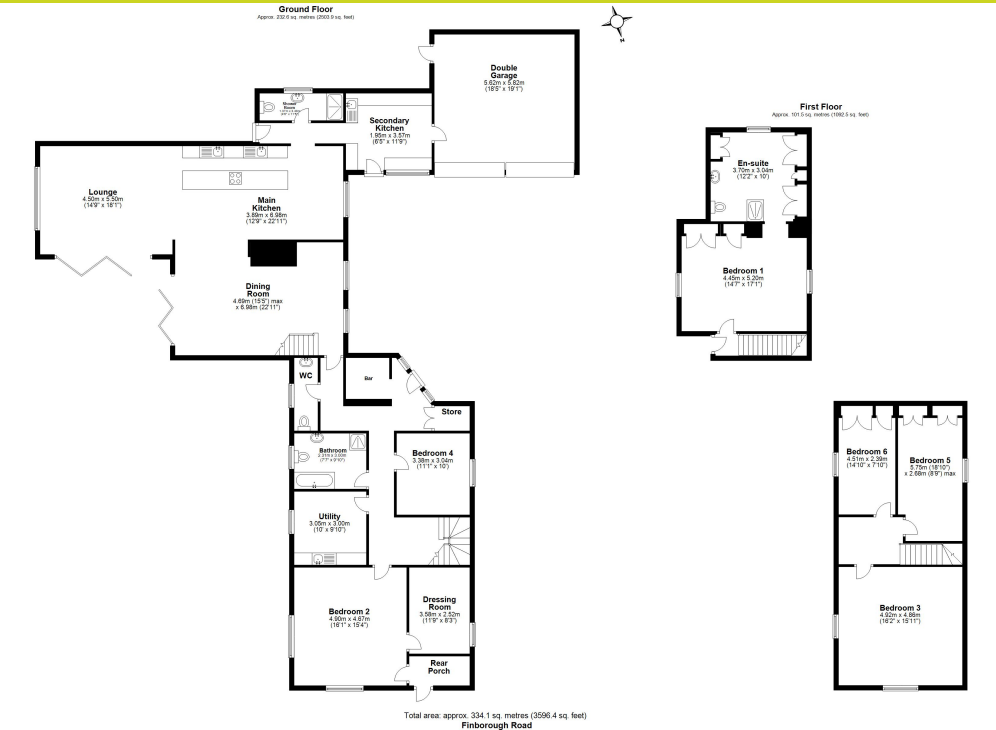 Ground Floor
Approx. 232.6 sq. metres (2503.9 sq. feet)
Double
Garage
5.62m x 5.82m
(18'5" x 19'1")
Shower
Room
Secondary
Kitchen
1.95m x 3.57m
(6'5" x 11'9")
Lounge
4.50m x 5.50m
(14'9" x 18'1")
Main
Kitchen
3.89m x 6.98m
(12'9" x 22'11")
Dining
Room
4.69m (15'5") max
x 6.98m (22'11")
WC
Bar
Store
Bathroom
2.31m x 3.00m
(7'7" x 9'10")
Bedroom 4
3.38m x 3.04m
(11'1" x 10')
Utility
3.05m x 3.00m
(10' x 9'10")
Bedroom 2
4.90m x 4.67m
(16'1" x 15'4")
Dressing
Room
3.58m x 2.52m
(11'9" x 8'3")
Rear
Porch
First Floor
Approx. 101.5 sq. metres (1092.5 sq. feet)
En-suite
3.70m x 3.04m
(12'2" x 10')
Bedroom 1
4.45m x 5.20m
(14'7" x 17'1")
Bedroom 6
4.51m x 2.39m
(14'10" x 7'10")
Bedroom 5
5.75m (18'10")
x 2.68m (8'9") max
Bedroom 3
4.92m x 4.86m
(16'2" x 15'11")
Total area: approx. 334.1 sq. metres (3596.4 sq. feet)
Finborough Road